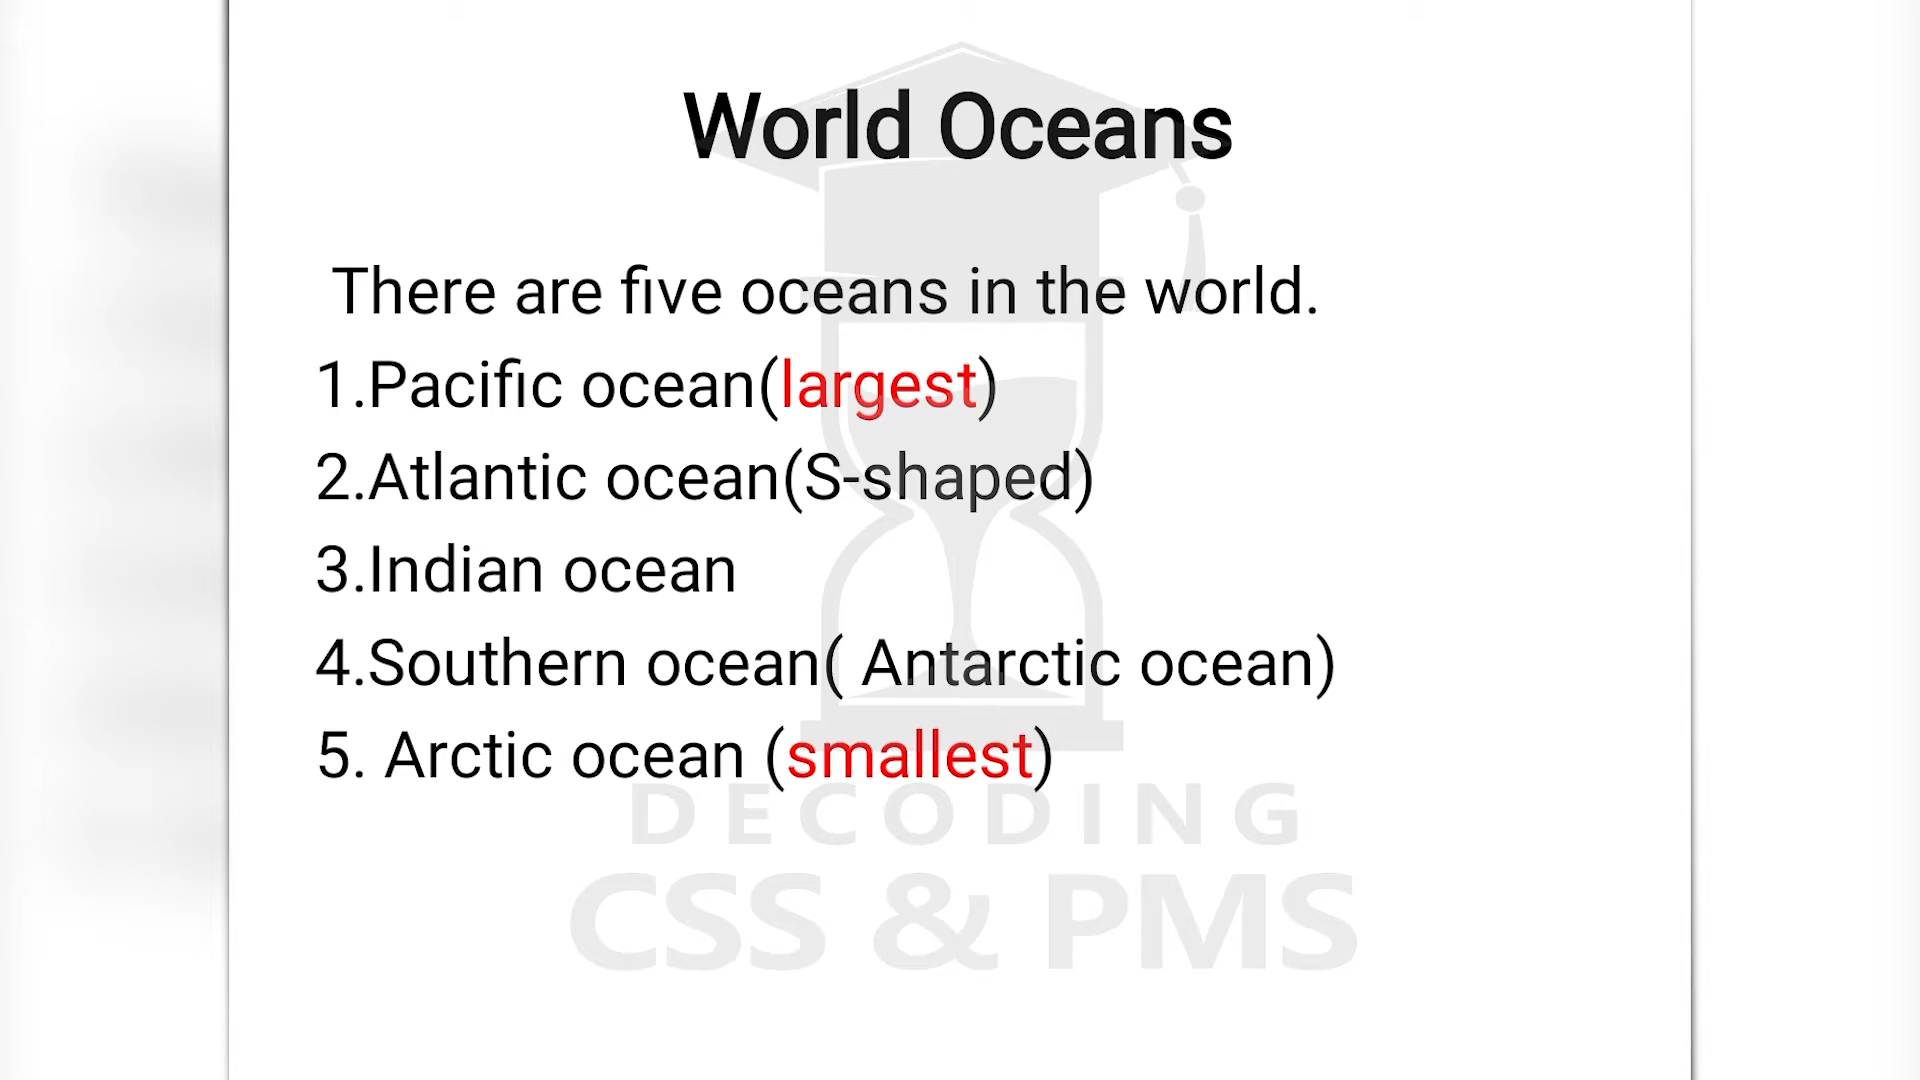 World Oceans
There are five oceans in the world.
1.Pacific ocean(largest)
2.Atlantic ocean(S-shaped)
3.Indian ocean
4.Southern ocean( Antarctic ocean)
5. Arctic ocean (smallest)
DECODING
CSS & PMS